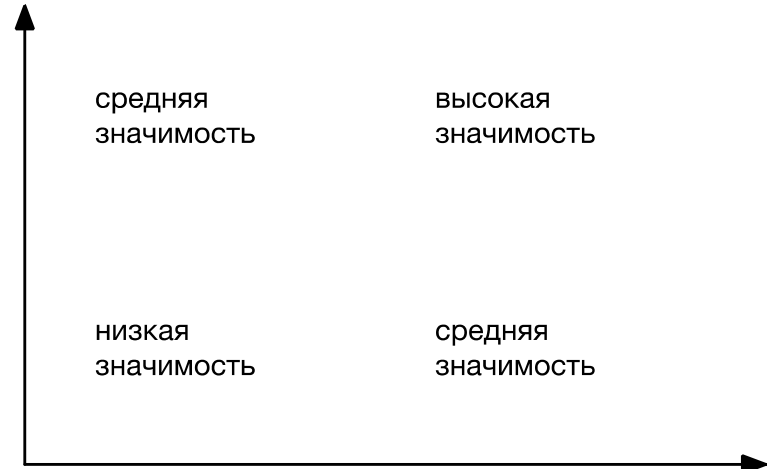 средняя
значимость
высокая
значимость
низкая
значимость
средняя
значимость